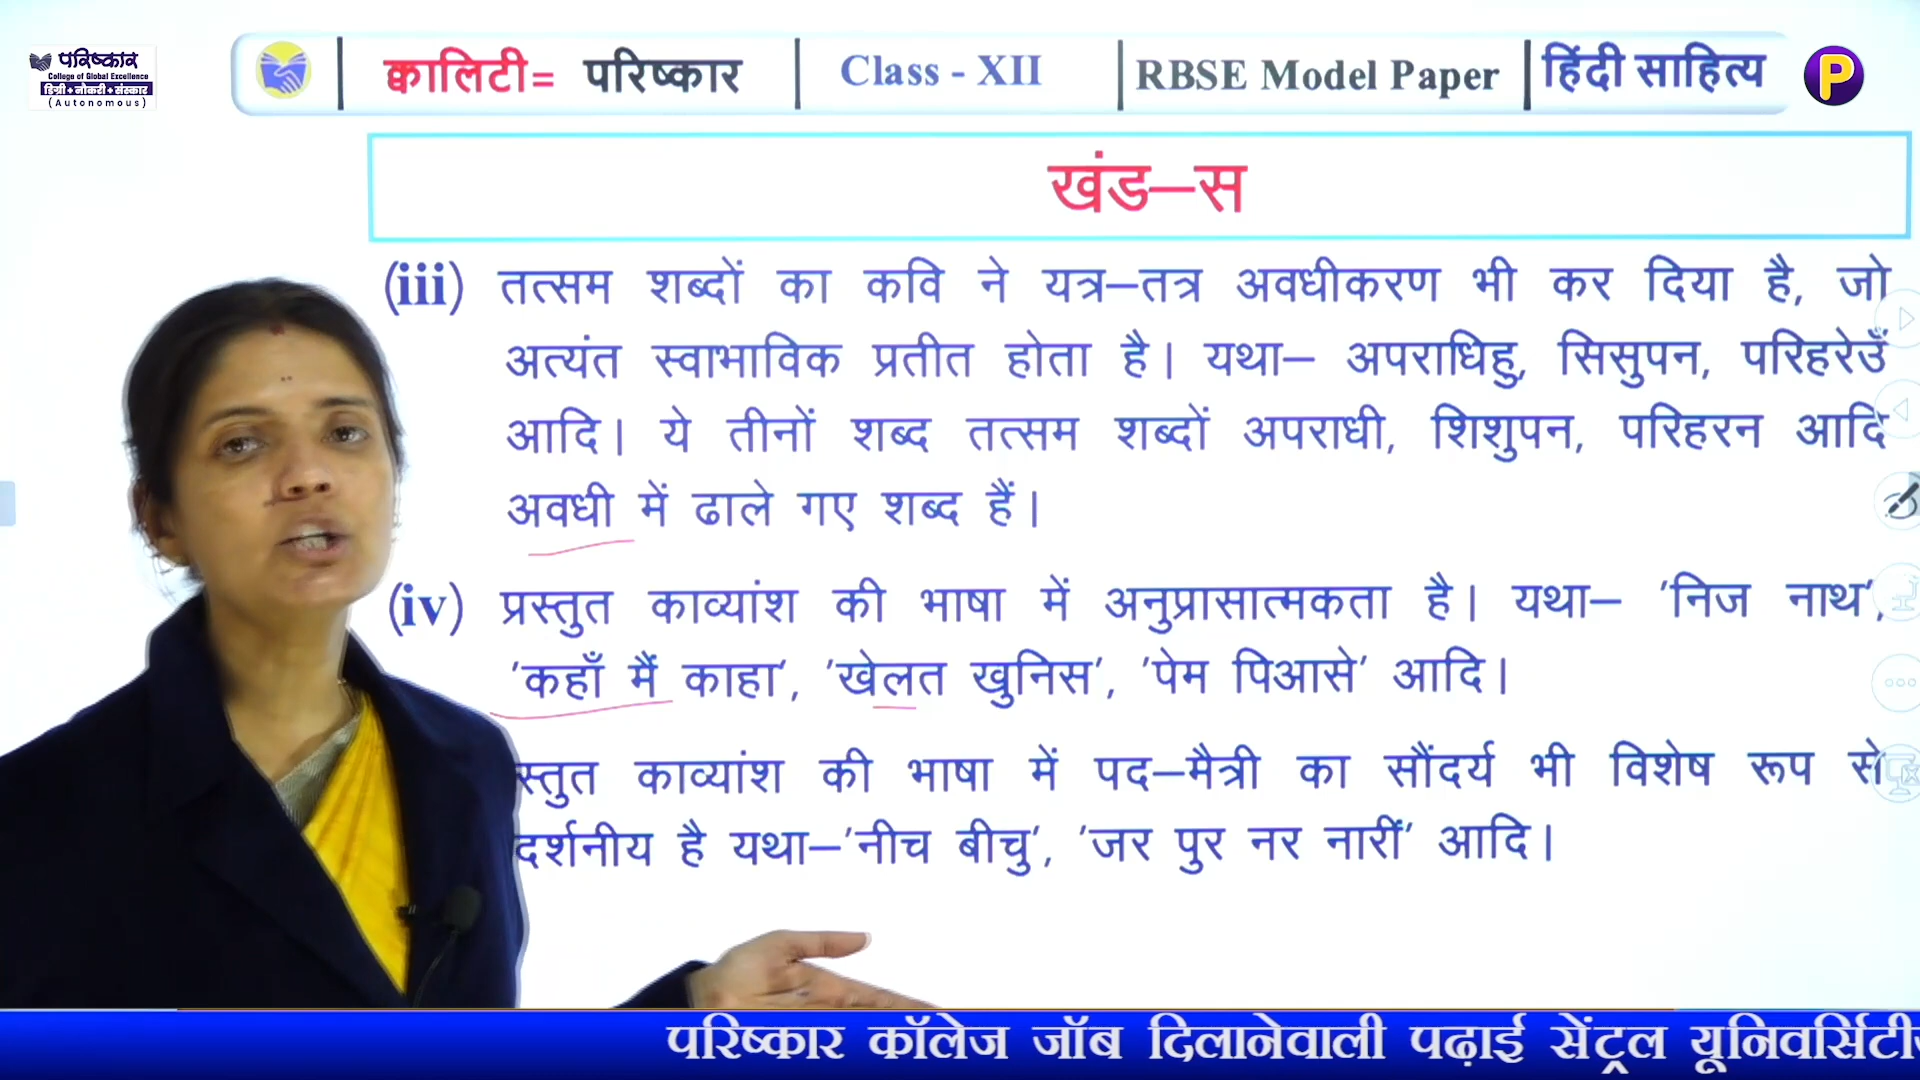 परिष्कार
College of Global Excellence
डिग्री • नौकरी • संस्कार
(Autonomous)
क्वालिटी= परिष्कार
Class - XII
RBSE Model Paper
हिंदी साहित्य
P
खंड–स
(iii) तत्सम शब्दों का कवि ने यत्र–तत्र अवधीकरण भी कर दिया है, जो
अत्यंत स्वाभाविक प्रतीत होता है। यथा– अपराधिहु, सिसुपन, परिहरेउँ
आदि। ये तीनों शब्द तत्सम शब्दों अपराधी, शिशुपन, परिहरन आदि
अवधी में ढाले गए शब्द हैं।
(iv) प्रस्तुत काव्यांश की भाषा में अनुप्रासात्मकता है। यथा– 'निज नाथ',
'कहाँ मैं काहा', 'खेलत खुनिस', 'पेम पिआसे' आदि।
स्तुत काव्यांश की भाषा में पद–मैत्री का सौंदर्य भी विशेष रूप से
दर्शनीय है यथा–'नीच बीचु', 'जर पुर नर नारीं' आदि।
परिष्कार कॉलेज जॉब दिलानेवाली पढ़ाई सेंट्रल यूनिवर्सिटी